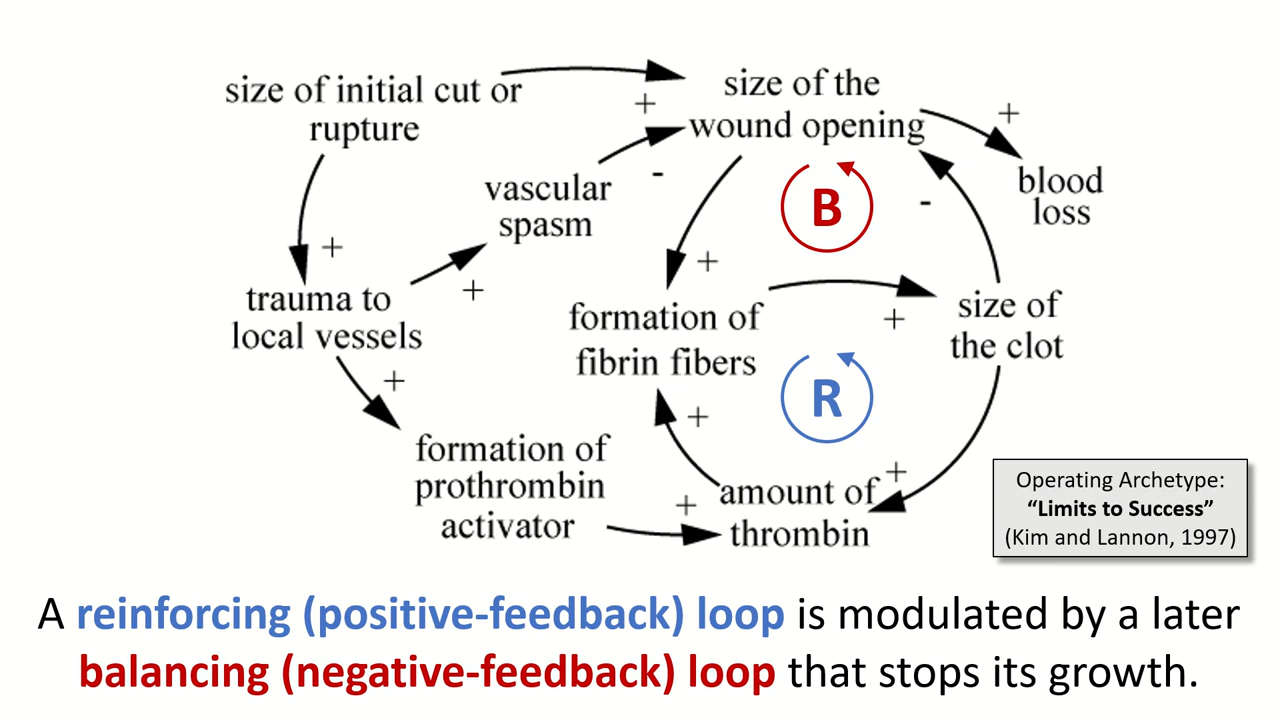 size of initial cut or
rupture
+
size of the
wound opening
+
blood
loss
vascular
spasm
-
B
-
+
+
trauma to
local vessels
+
formation of
fibrin fibers
+
size of
the clot
+
R
+
formation of
prothrombin
activator
+
amount of
thrombin
+
Operating Archetype:
“Limits to Success”
(Kim and Lannon, 1997)
A reinforcing (positive-feedback) loop is modulated by a later
balancing (negative-feedback) loop that stops its growth.